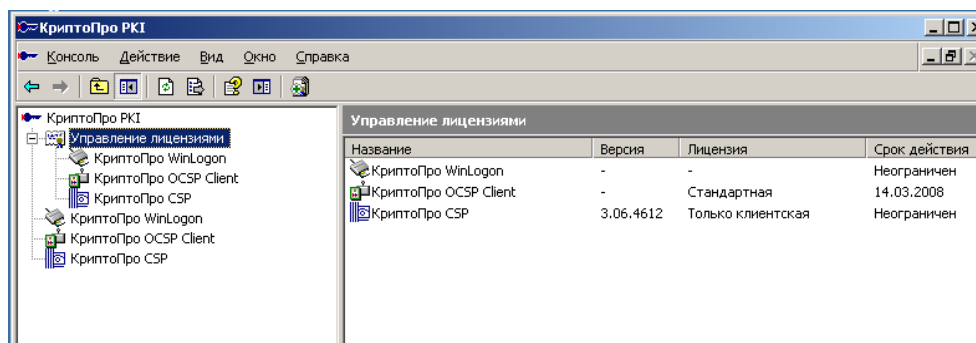 КриптоПро PKI
Консоль Действие Вид Окно Справка
КриптоПро PKI
Управление лицензиями
КриптоПро WinLogon
КриптоПро OCSP Client
КриптоПро CSP
КриптоПро WinLogon
КриптоПро OCSP Client
КриптоПро CSP
Управление лицензиями
Название Версия Лицензия Срок действия
КриптоПро WinLogon - - Неограничен
КриптоПро OCSP Client - Стандартная 14.03.2008
КриптоПро CSP 3.06.4612 Только клиентская Неограничен